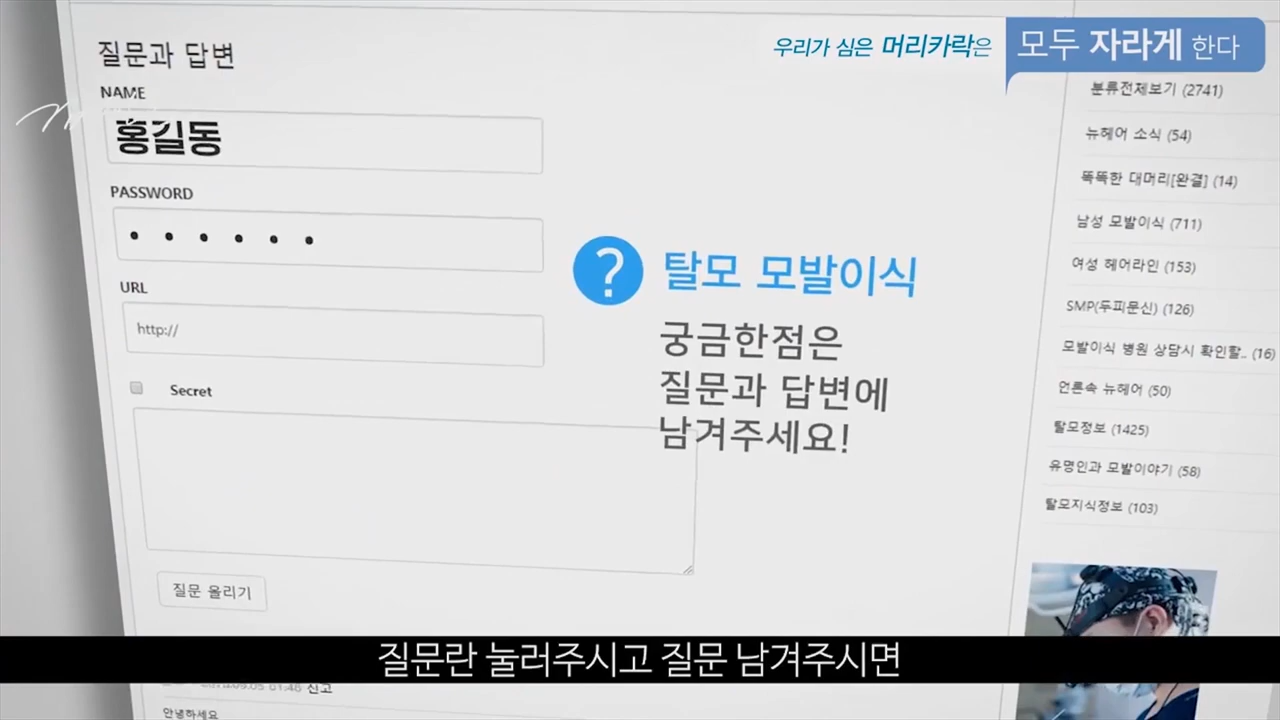 우리가 심은 머리카락은
모두 자라게 한다
질문과 답변
NAME
홍길동
PASSWORD
URL
http://
Secret
질문 올리기
탈모 모발이식
궁금한점은
질문과 답변에
남겨주세요!
분류전체보기 (2741)
뉴헤어 소식 (54)
똑똑한 대머리[완결] (14)
남성 모발이식 (711)
여성 헤어라인 (153)
SMP(두피문신) (126)
모발이식 병원 상담시 확인할.. (16)
언론속 뉴헤어 (50)
탈모정보 (1425)
유명인과 모발이야기 (58)
탈모지식정보 (103)
질문란 눌러주시고 질문 남겨주시면
신고
안녕하세요